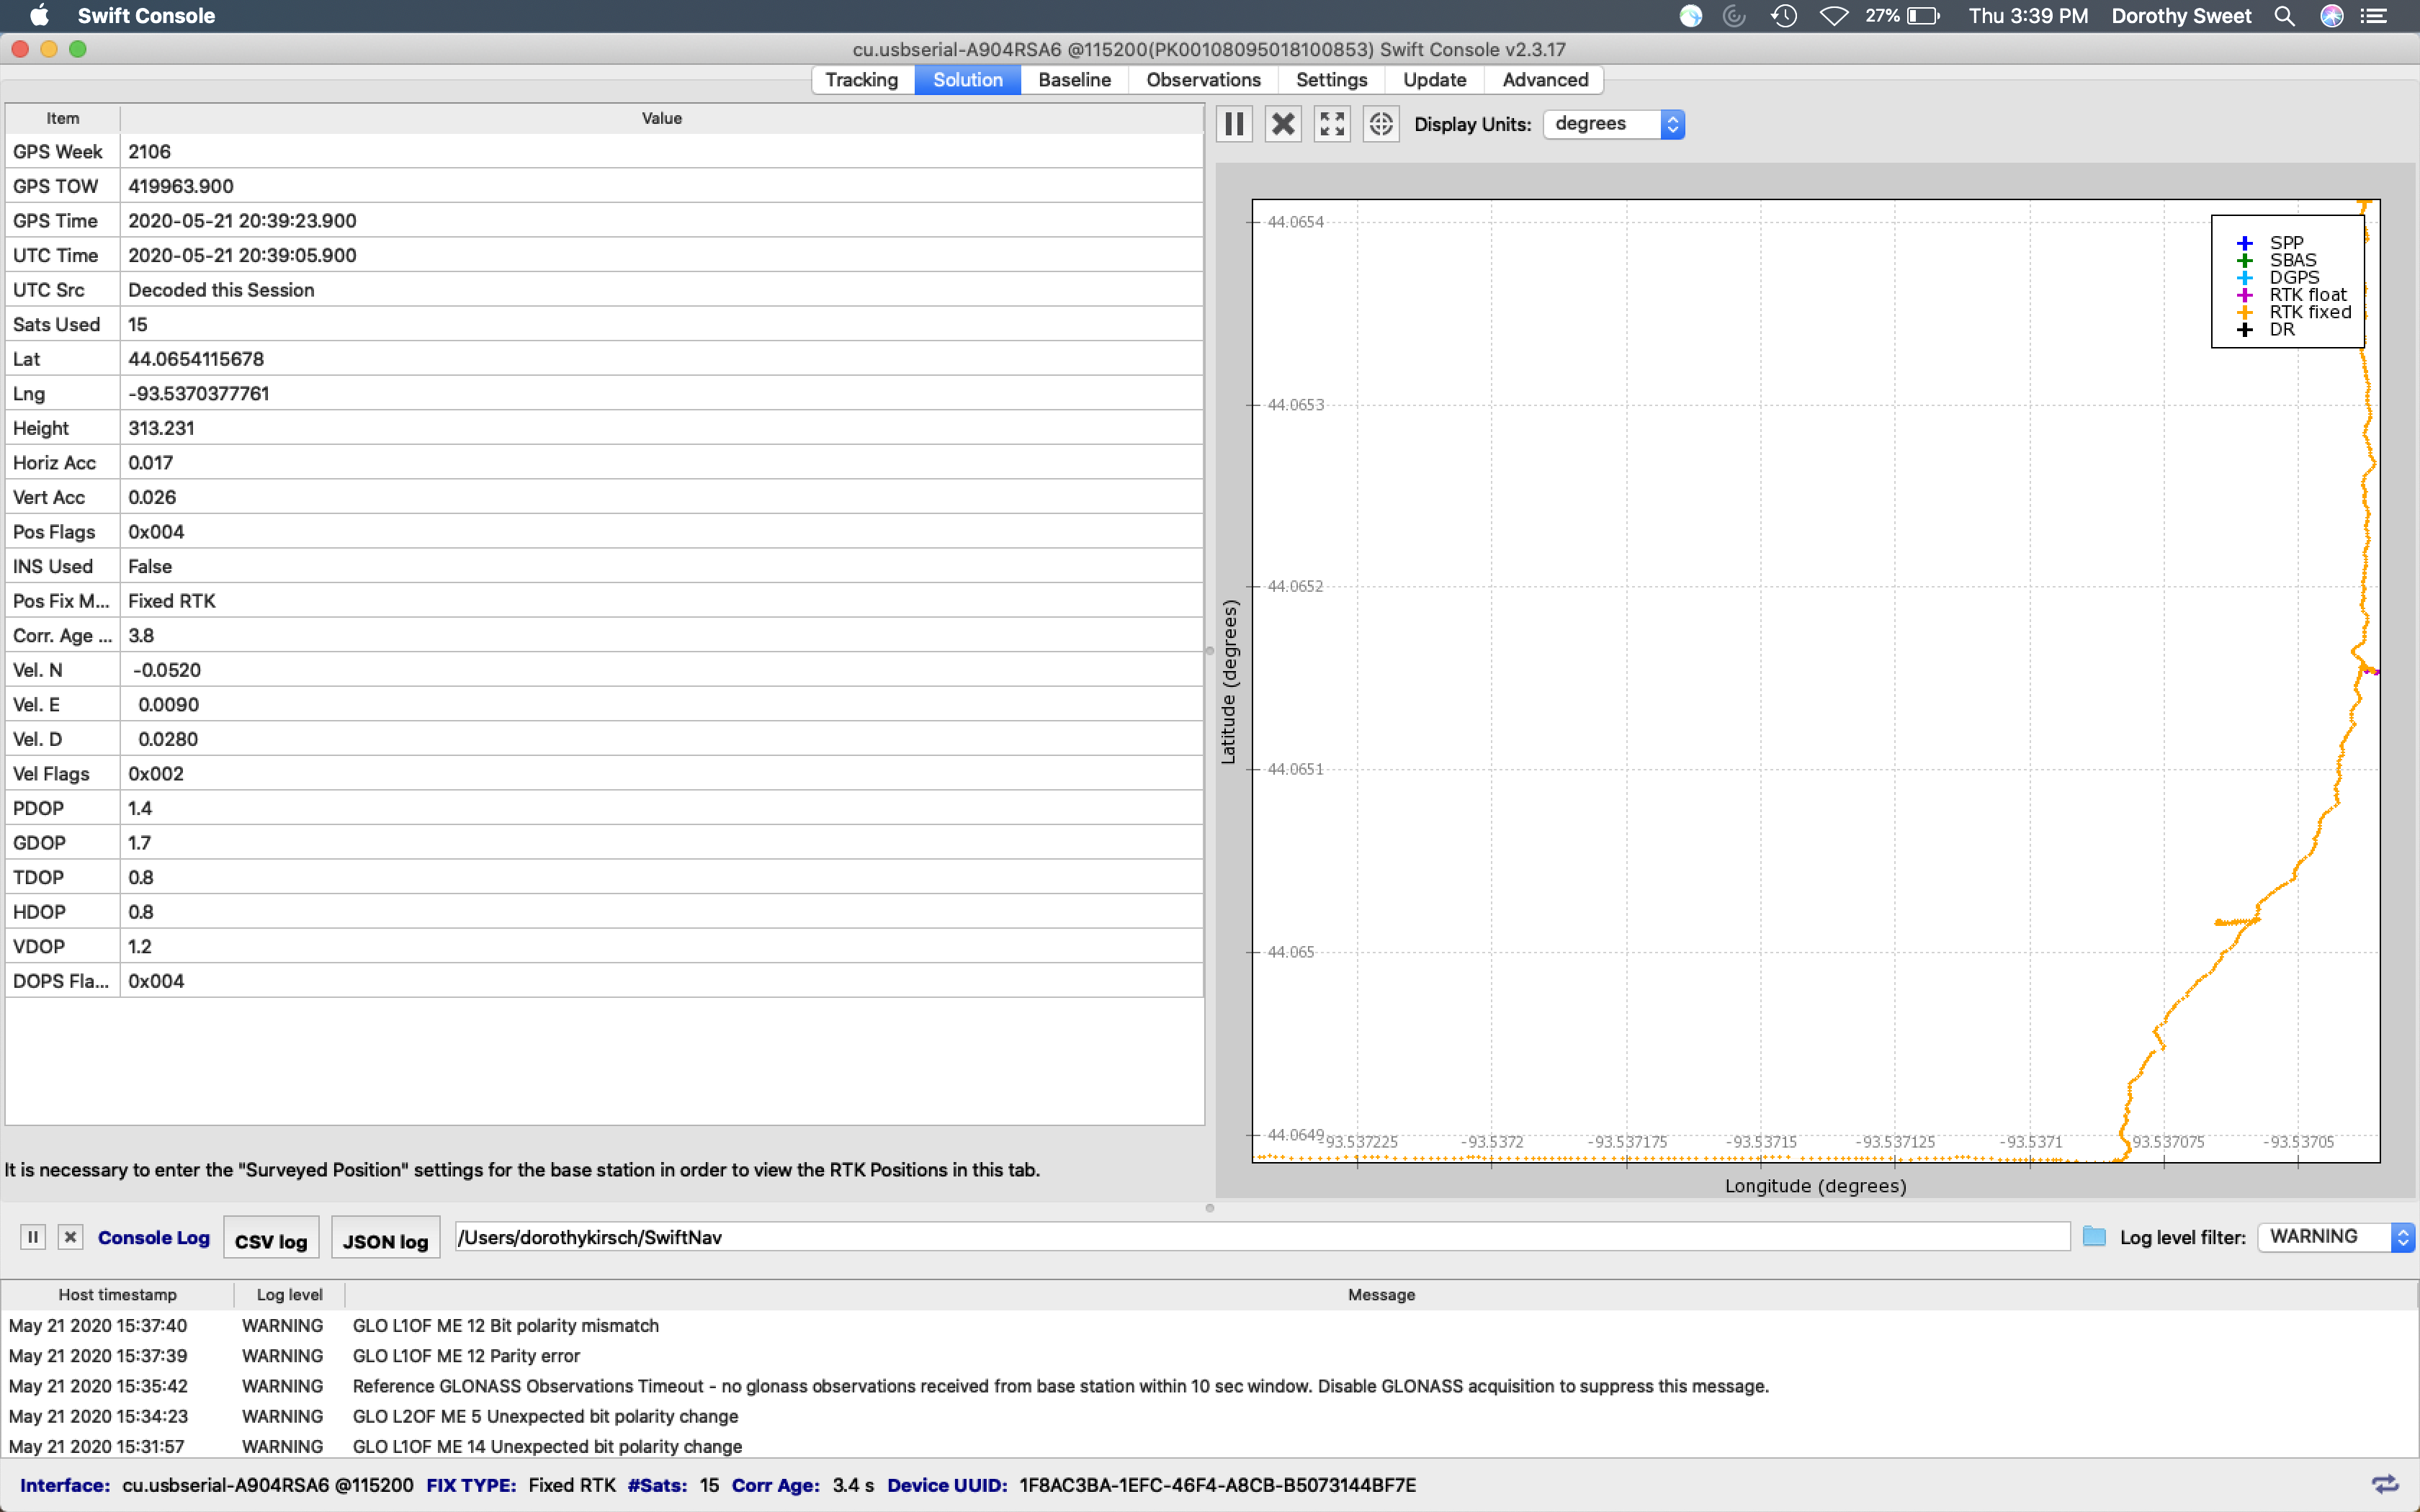 Swift Console 27% Thu 3:39 PM Dorothy Sweet
cu.usbserial-A904RSA6 @115200(PK00108095018100853) Swift Console v2.3.17
Tracking Solution Baseline Observations Settings Update Advanced
Item Value
GPS Week 2106
GPS TOW 419963.900
GPS Time 2020-05-21 20:39:23.900
UTC Time 2020-05-21 20:39:05.900
UTC Src Decoded this Session
Sats Used 15
Lat 44.0654115678
Lng -93.5370377761
Height 313.231
Horiz Acc 0.017
Vert Acc 0.026
Pos Flags 0x004
INS Used False
Pos Fix M... Fixed RTK
Corr. Age ... 3.8
Vel. N -0.0520
Vel. E 0.0090
Vel. D 0.0280
Vel Flags 0x002
PDOP 1.4
GDOP 1.7
TDOP 0.8
HDOP 0.8
VDOP 1.2
DOPS Fla... 0x004
It is necessary to enter the "Surveyed Position" settings for the base station in order to view the RTK Positions in this tab.
Display Units: degrees
SPP
SBAS
DGPS
RTK float
RTK fixed
DR
Latitude (degrees)
44.0654
44.0653
44.0652
44.0651
44.065
44.0649
-93.537225 -93.5372 -93.537175 -93.53715 -93.537125 -93.5371 -93.537075 -93.53705
Longitude (degrees)
Console Log CSV log JSON log /Users/dorothykirsch/SwiftNav Log level filter: WARNING
Host timestamp Log level Message
May 21 2020 15:37:40 WARNING GLO L1OF ME 12 Bit polarity mismatch
May 21 2020 15:37:39 WARNING GLO L1OF ME 12 Parity error
May 21 2020 15:35:42 WARNING Reference GLONASS Observations Timeout - no glonass observations received from base station within 10 sec window. Disable GLONASS acquisition to suppress this message.
May 21 2020 15:34:23 WARNING GLO L2OF ME 5 Unexpected bit polarity change
May 21 2020 15:31:57 WARNING GLO L1OF ME 14 Unexpected bit polarity change
Interface: cu.usbserial-A904RSA6 @115200 FIX TYPE: Fixed RTK #Sats: 15 Corr Age: 3.4 s Device UUID: 1F8AC3BA-1EFC-46F4-A8CB-B5073144BF7E